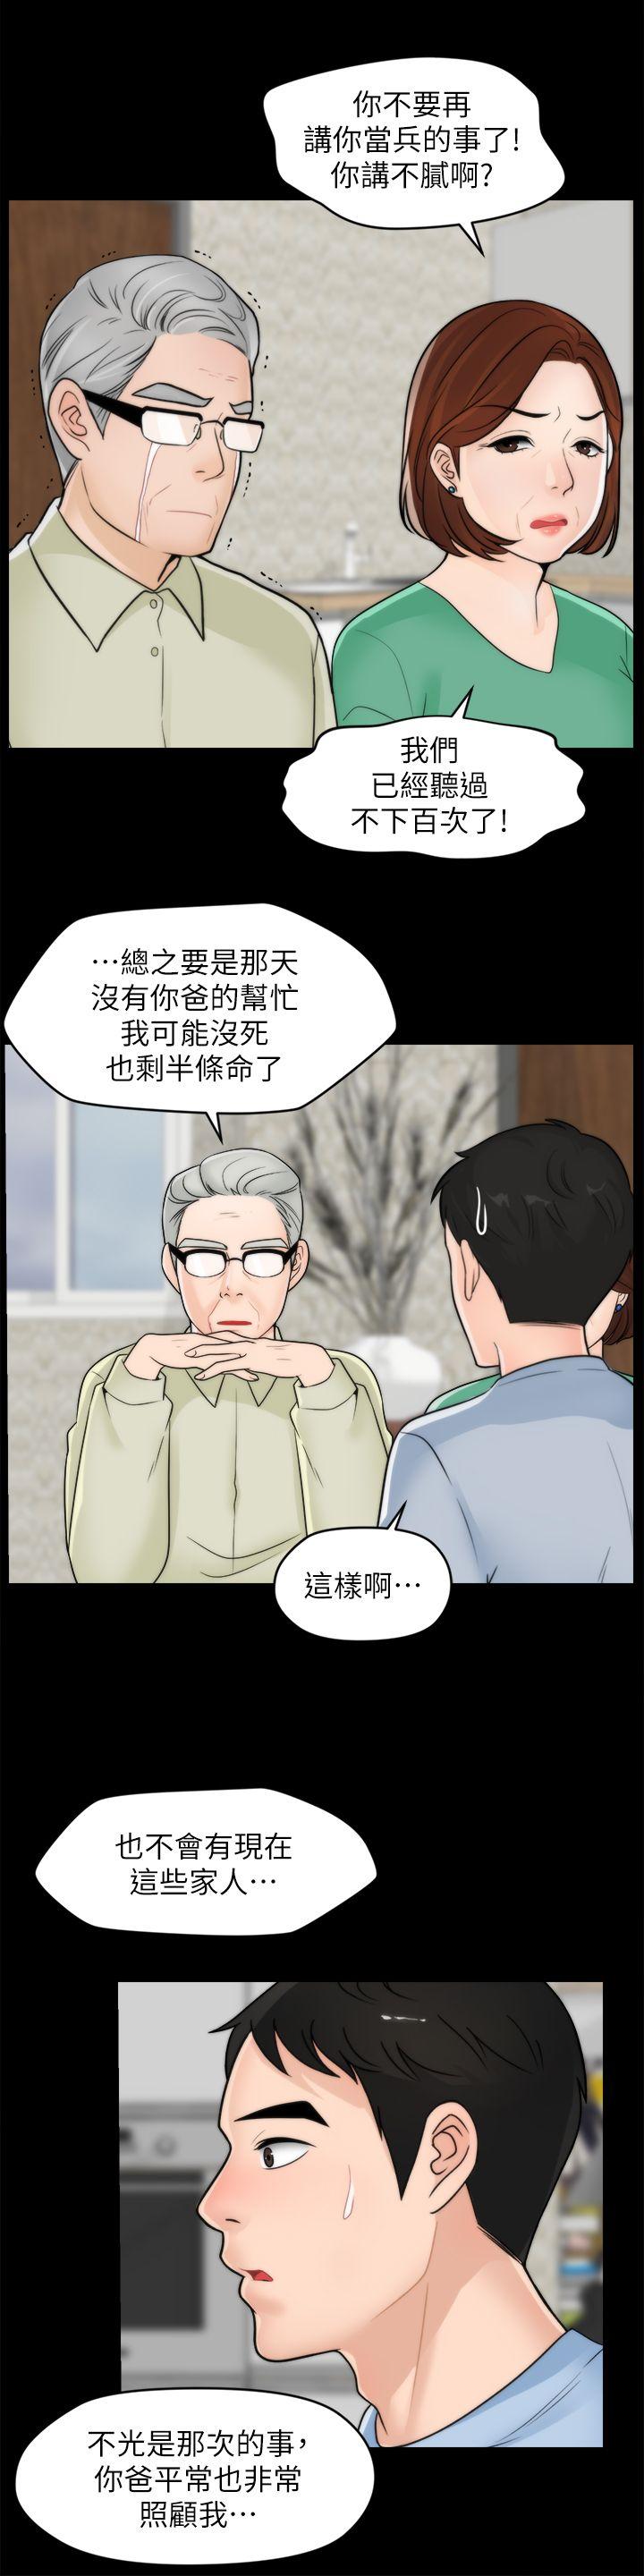 你不要再
講你當兵的事了!
你講不膩啊?
我們
已經聽過
不下百次了!
…總之要是那天
沒有你爸的幫忙
我可能沒死
也剩半條命了
這樣啊…
也不會有現在
這些家人…
不光是那次的事,
你爸平常也非常
照顧我…